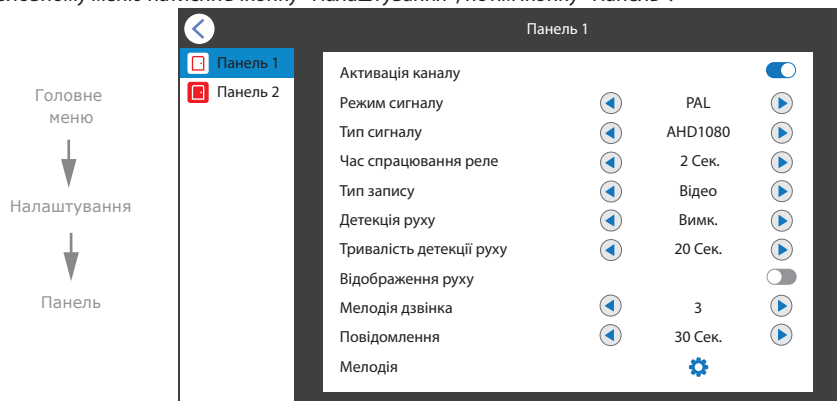 Панель 1
Панель 1
Панель 2
Головне
меню
Налаштування
Панель
Активація каналу
Режим сигналу PAL
Тип сигналу AHD1080
Час спрацювання реле 2 Сек.
Тип запису Відео
Детекція руху Вимк.
Тривалість детекції руху 20 Сек.
Відображення руху
Мелодія дзвінка 3
Повідомлення 30 Сек.
Мелодія